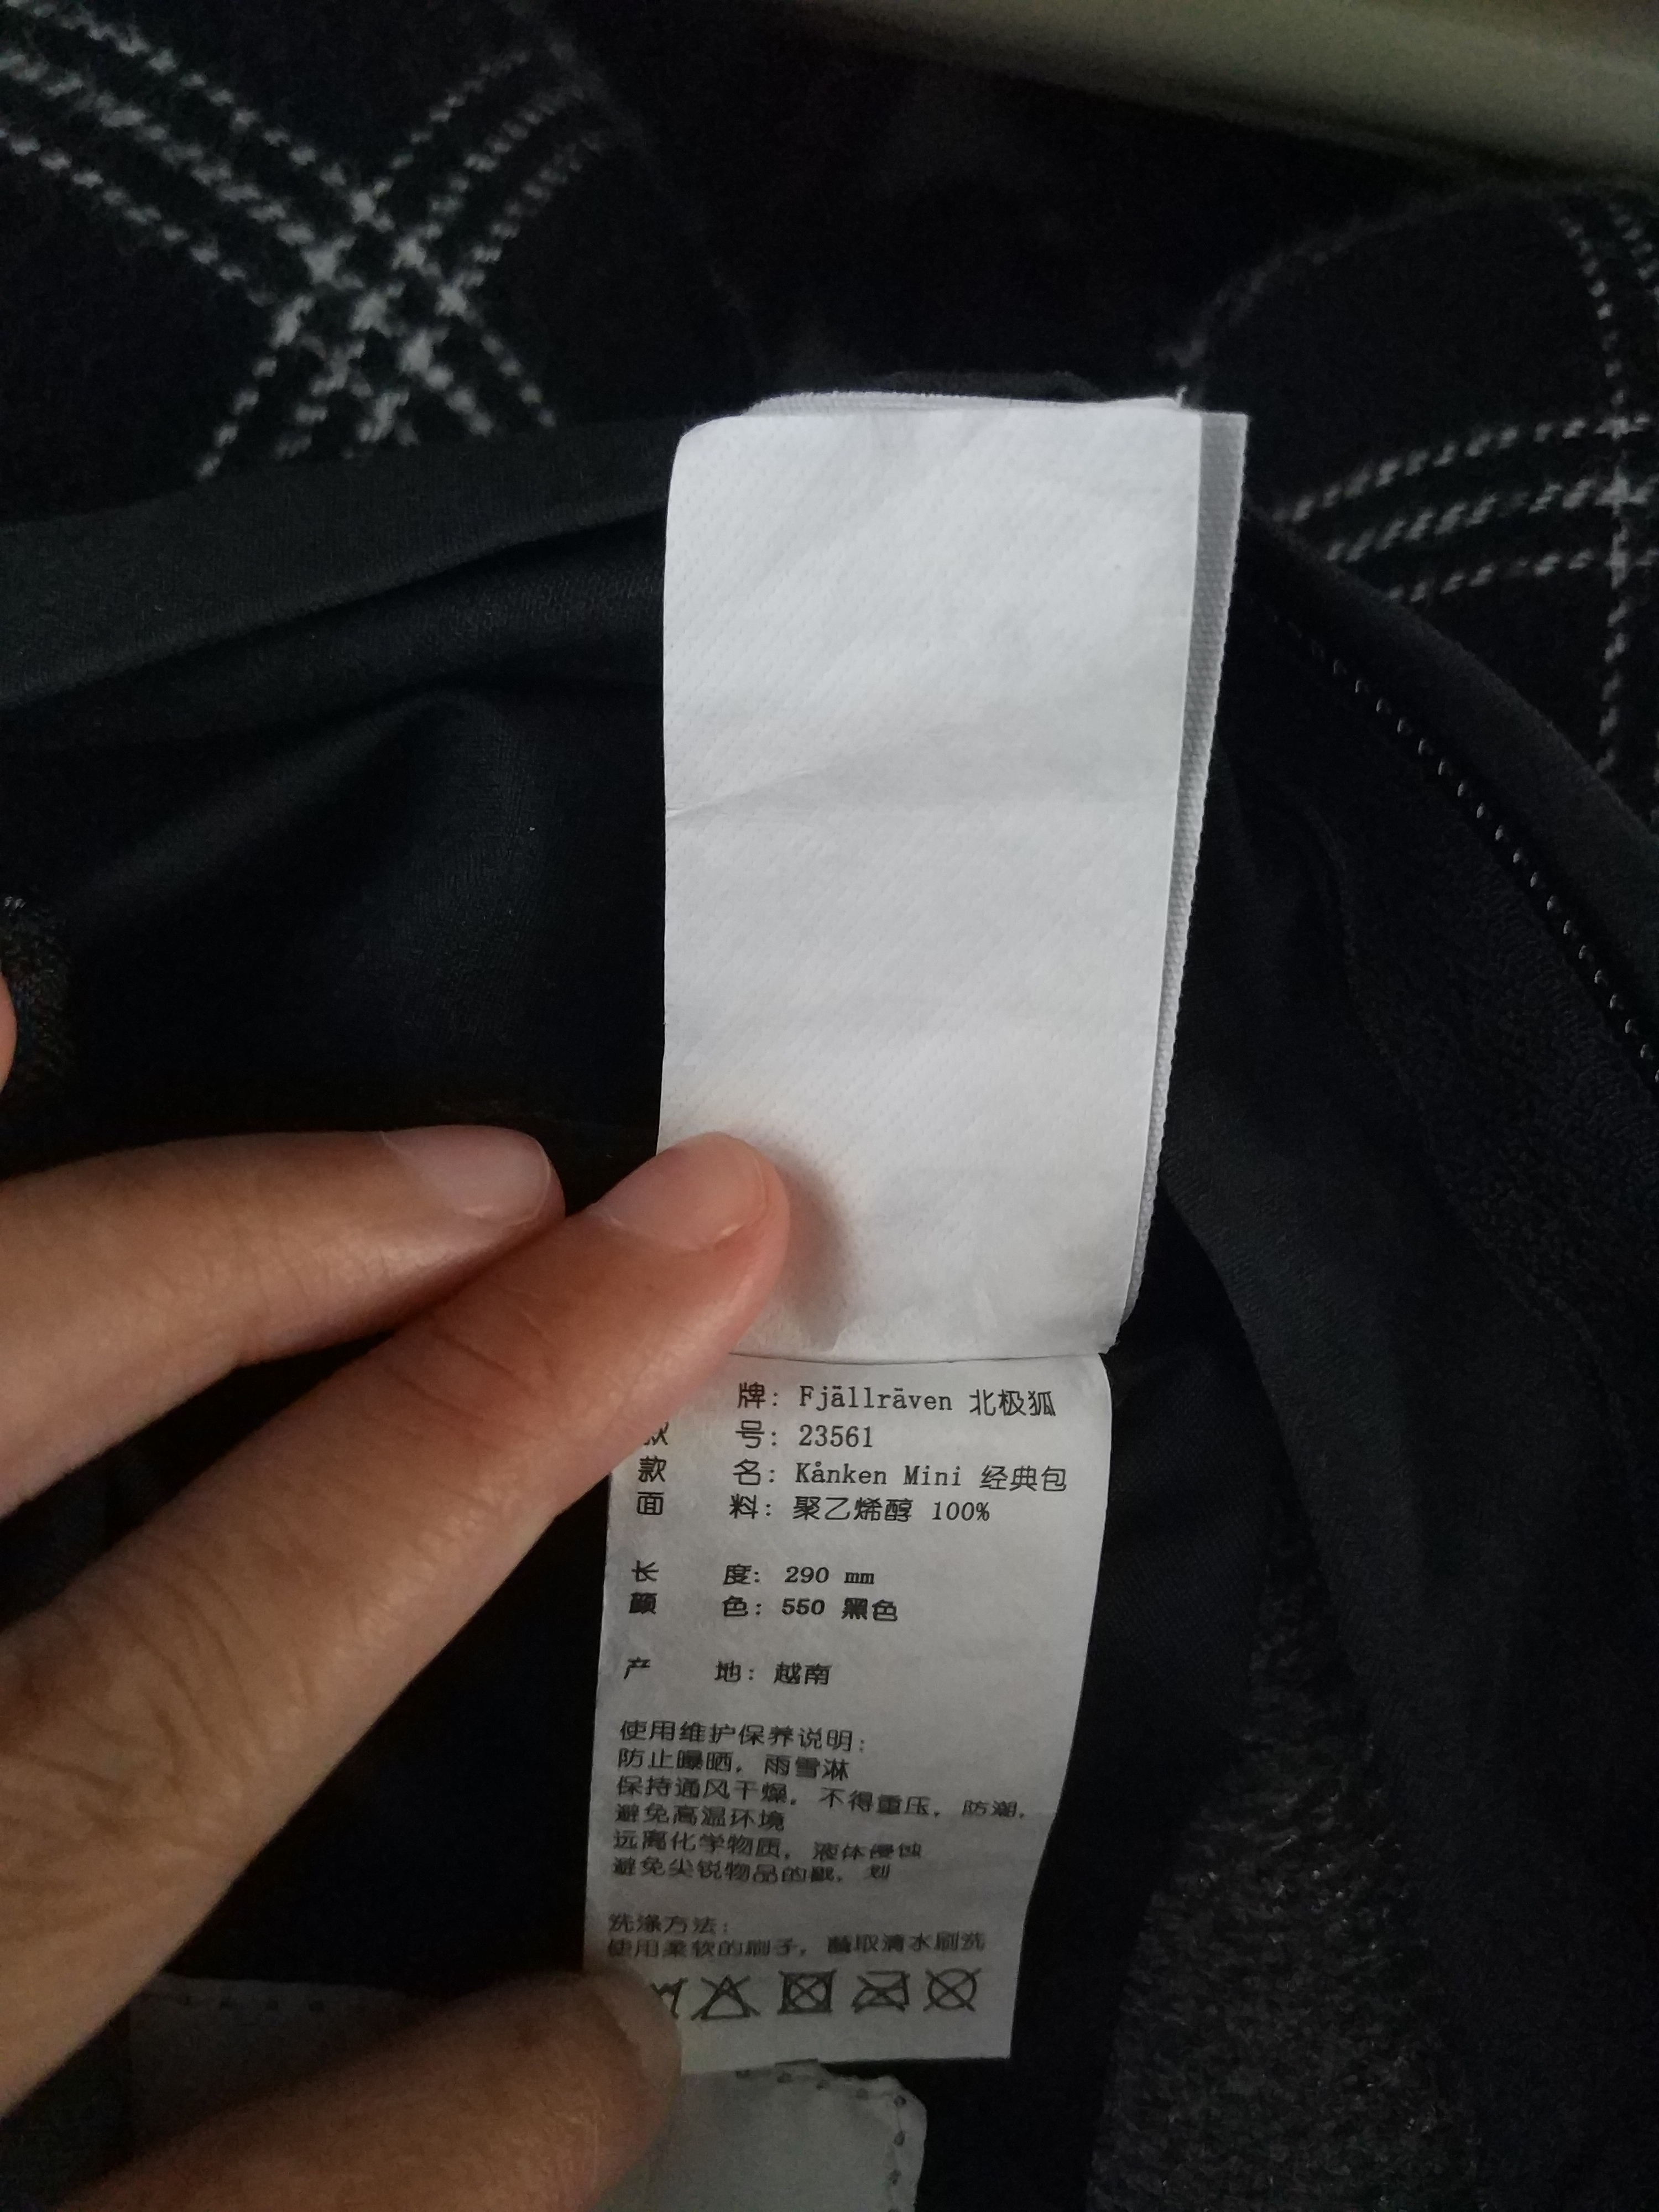 牌: Fjällräven 北极狐
款 号: 23561
款 名: Kånken Mini 经典包
面 料: 聚乙烯醇 100%
长 度: 290 mm
颜 色: 550 黑色
产 地: 越南
使用维护保养说明:
防止曝晒, 雨雪淋
保持通风干燥, 不得重压, 防潮,
避免高温环境
远离化学物质, 液体侵蚀
避免尖锐物品的戳, 划
洗涤方法:
使用柔软的刷子, 蘸取清水刷洗